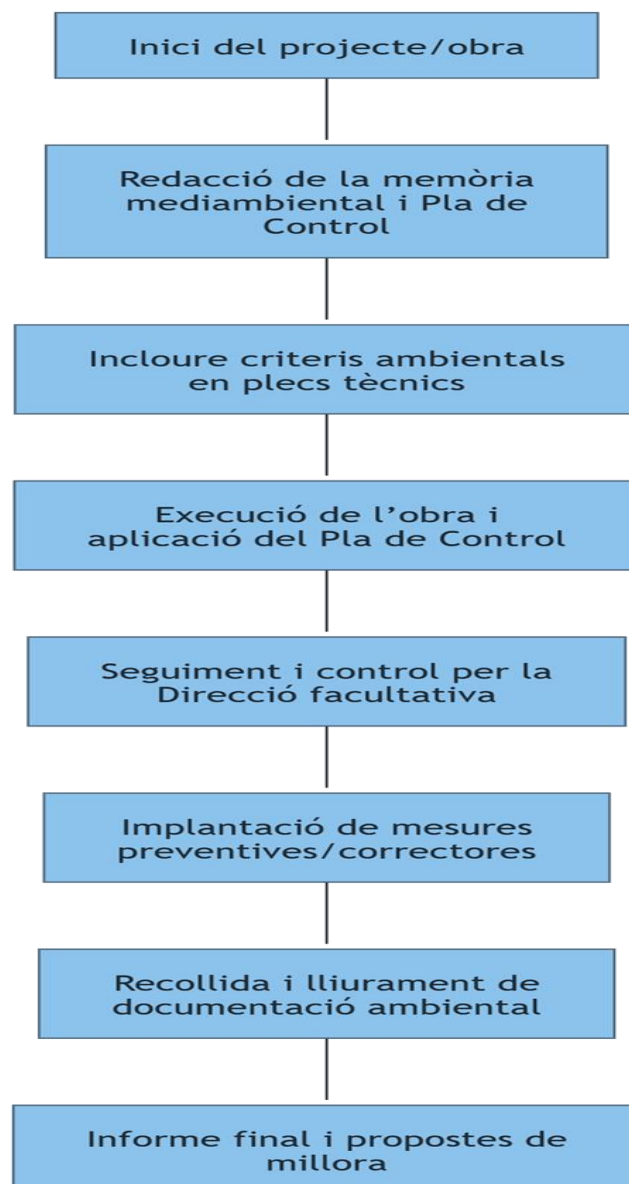 Inici del projecte/obra
Redacció de la memòria
mediambiental i Pla de
Control
Incloure criteris ambientals
en plecs tècnics
Execució de l’obra i
aplicació del Pla de Control
Seguiment i control per la
Direcció facultativa
Implantació de mesures
preventives/correctores
Recollida i lliurament de
documentació ambiental
Informe final i propostes de
millora